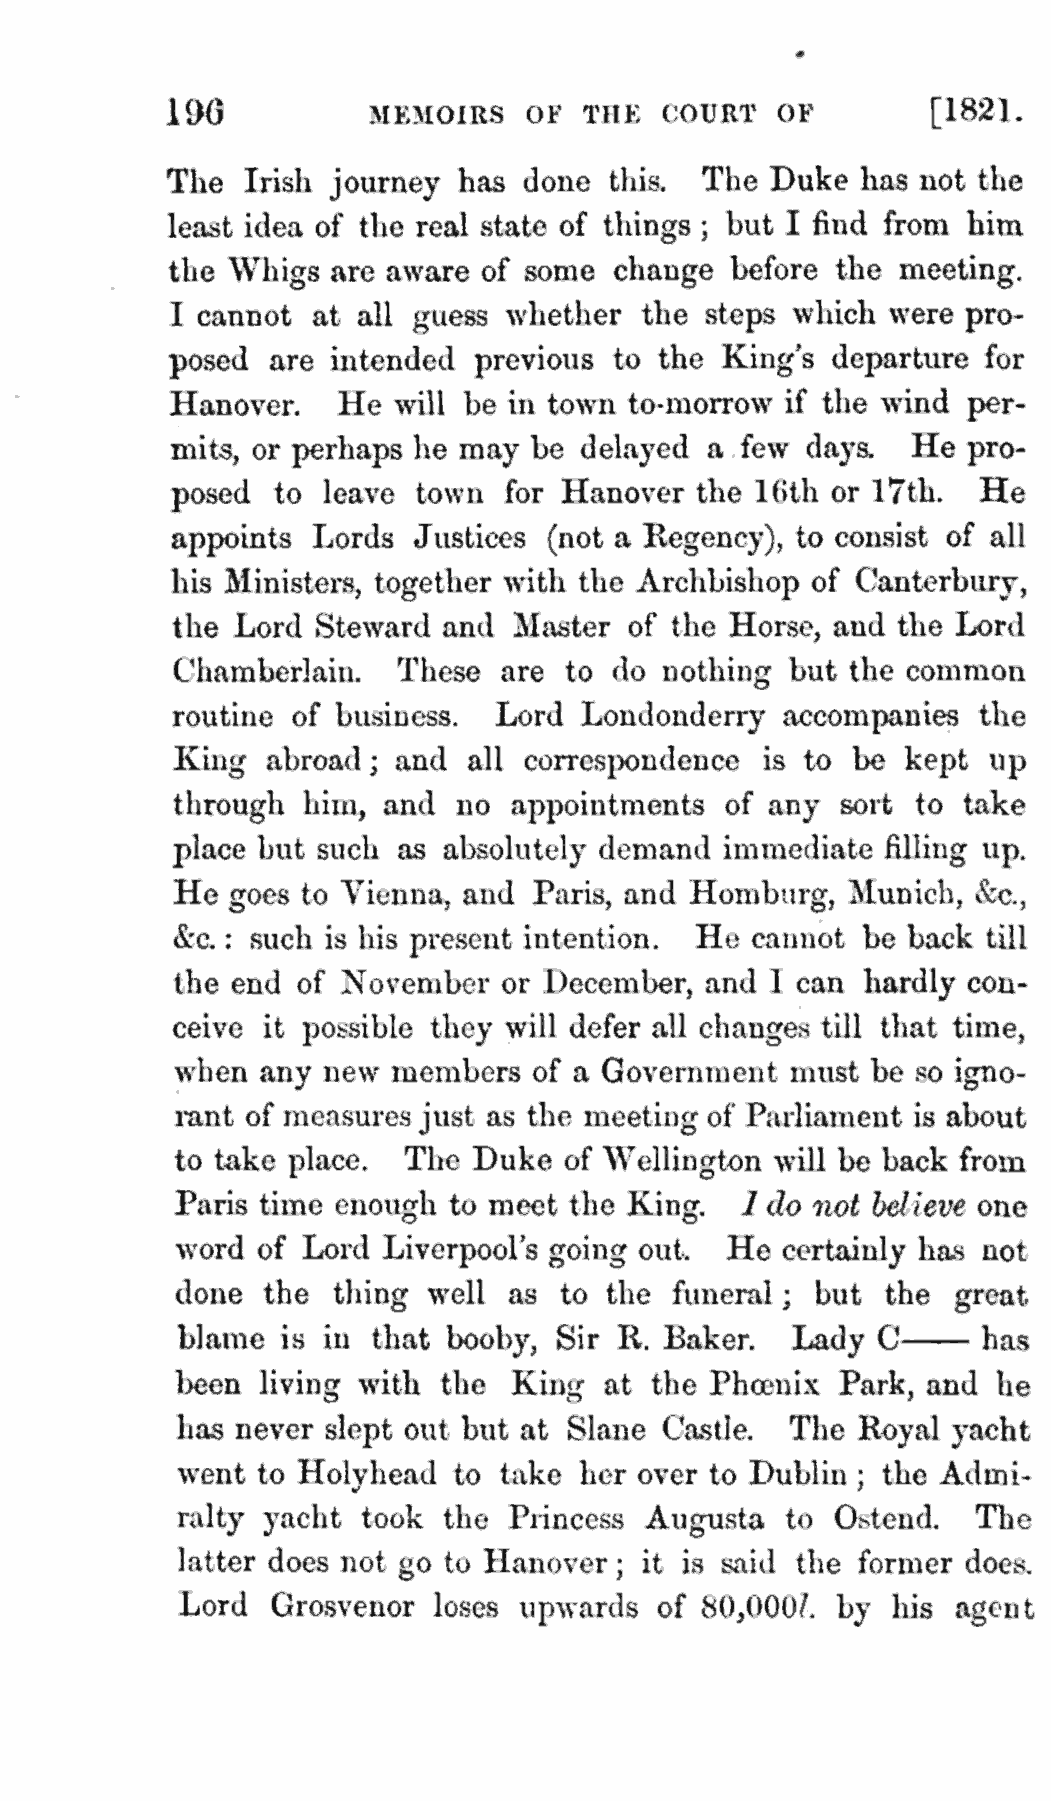 196 MEMOIRS OF THE COURT OF [1821.
The Irish journey has done this. The Duke has not the
least idea of the real state of things ; but I find from him
the Whigs are aware of some change before the meeting.
I cannot at all guess whether the steps which were pro-
posed are intended previous to the King's departure for
Hanover. He will be in town to-morrow if the wind per-
mits, or perhaps he may be delayed a few days. He pro-
posed to leave town for Hanover the 16th or 17th. He
appoints Lords Justices (not a Regency), to consist of all
his Ministers, together with the Archbishop of Canterbury,
the Lord Steward and Master of the Horse, and the Lord
Chamberlain. These are to do nothing but the common
routine of business. Lord Londonderry accompanies the
King abroad ; and all correspondence is to be kept up
through him, and no appointments of any sort to take
place but such as absolutely demand immediate filling up.
He goes to Vienna, and Paris, and Homburg, Munich, &c.,
&c. : such is his present intention. He cannot be back till
the end of November or December, and I can hardly con-
ceive it possible they will defer all changes till that time,
when any new members of a Government must be so igno-
rant of measures just as the meeting of Parliament is about
to take place. The Duke of Wellington will be back from
Paris time enough to meet the King. I do not believe one
word of Lord Liverpool's going out. He certainly has not
done the thing well as to the funeral ; but the great
blame is in that booby, Sir R. Baker. Lady C—— has
been living with the King at the Phœnix Park, and he
has never slept out but at Slane Castle. The Royal yacht
went to Holyhead to take her over to Dublin ; the Admi-
ralty yacht took the Princess Augusta to Ostend. The
latter does not go to Hanover ; it is said the former does.
Lord Grosvenor loses upwards of 80,000l. by his agent